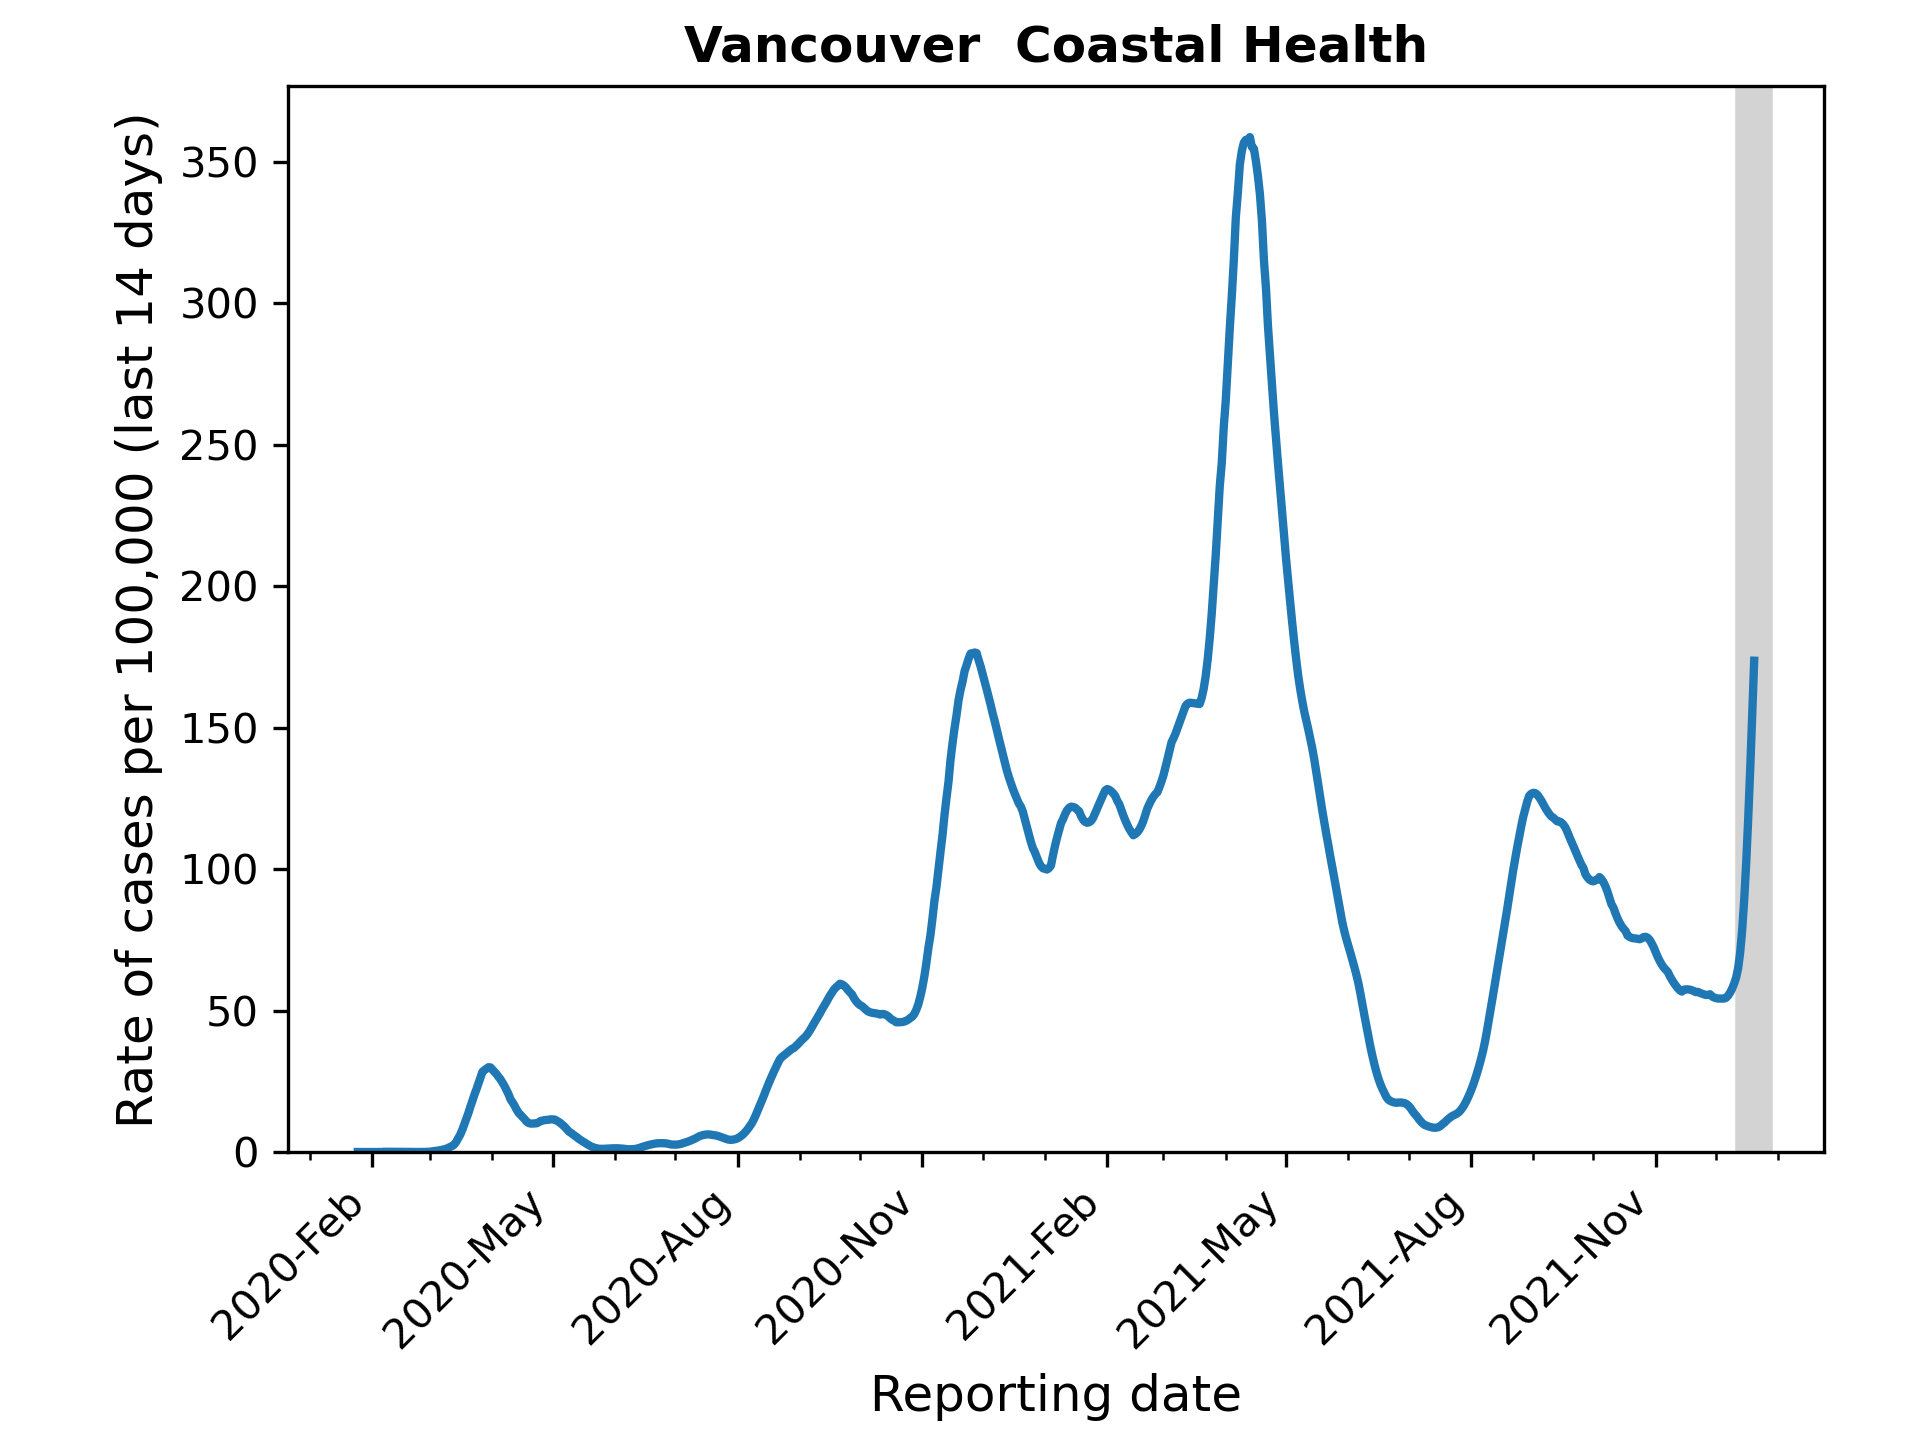 Vancouver  Coastal Health
Rate of cases per 100,000 (last 14 days)
350
300
250
200
150
100
50
0
2020-Feb
2020-May
2020-Aug
2020-Nov
2021-Feb
2021-May
2021-Aug
2021-Nov
Reporting date